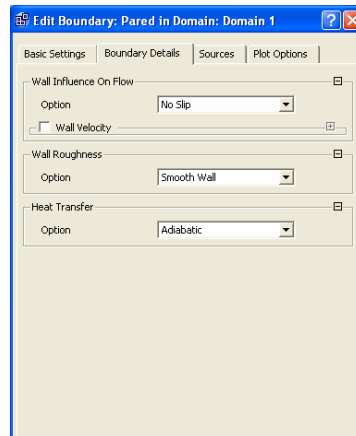 Edit Boundary: Pared in Domain: Domain 1
Basic Settings Boundary Details Sources Plot Options
Wall Influence On Flow
Option No Slip
Wall Velocity
Wall Roughness
Option Smooth Wall
Heat Transfer
Option Adiabatic